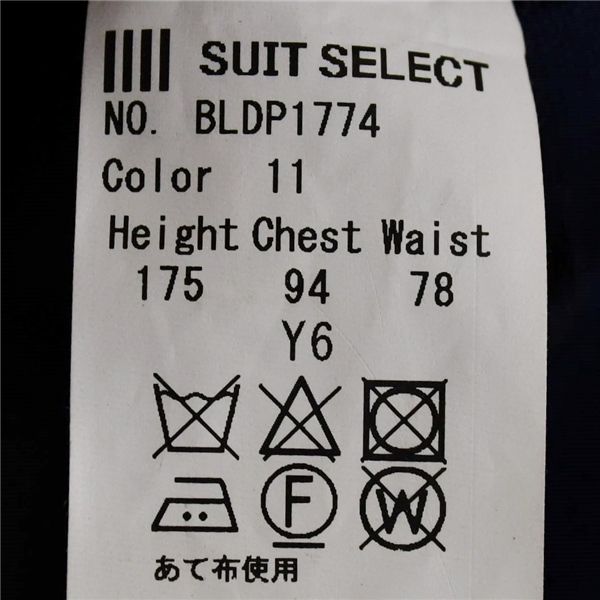 SUIT SELECT
NO. BLDP1774
Color 11
Height Chest Waist
175 94 78
Y6
F W
あて布使用